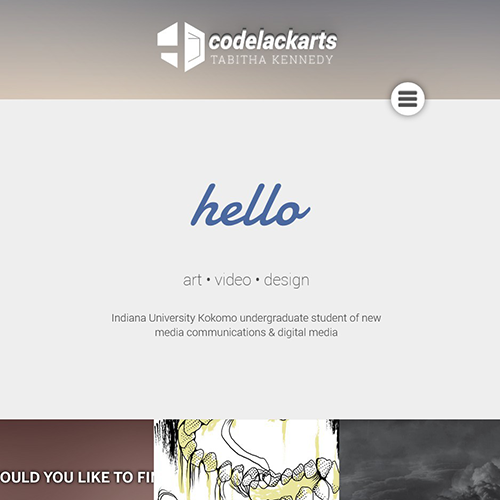 codelackarts
TABITHA KENNEDY
hello
art • video • design
Indiana University Kokomo undergraduate student of new
media communications & digital media
OULD YOU LIKE TO FI